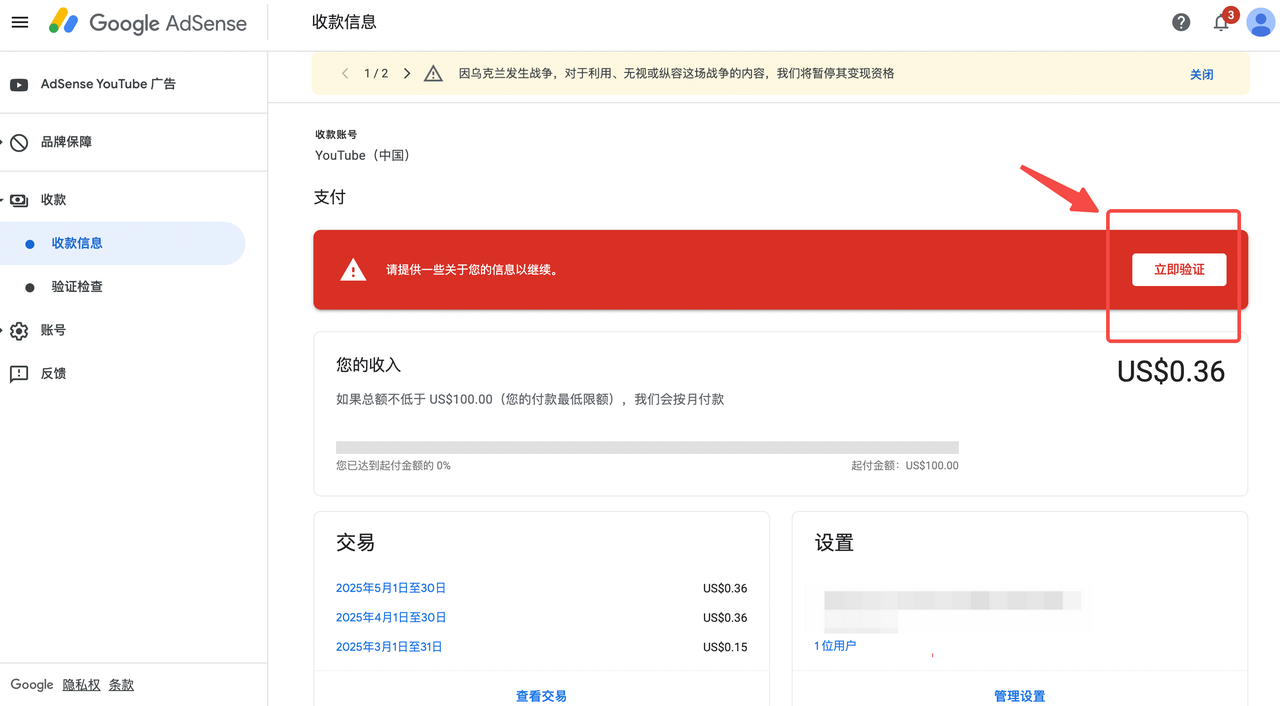 Google AdSense
收款信息
3
AdSense YouTube 广告
品牌保障
收款
收款信息
验证检查
账号
反馈
Google 隐私权 条款
1 / 2
因乌克兰发生战争，对于利用、无视或纵容这场战争的内容，我们将暂停其变现资格
关闭
收款账号
YouTube（中国）
支付
请提供一些关于您的信息以继续。
立即验证
您的收入
US$0.36
如果总额不低于 US$100.00（您的付款最低限额），我们会按月付款
您已达到起付金额的 0%
起付金额：US$100.00
交易
2025年5月1日至30日 US$0.36
2025年4月1日至30日 US$0.36
2025年3月1日至31日 US$0.15
查看交易
设置
1 位用户
管理设置